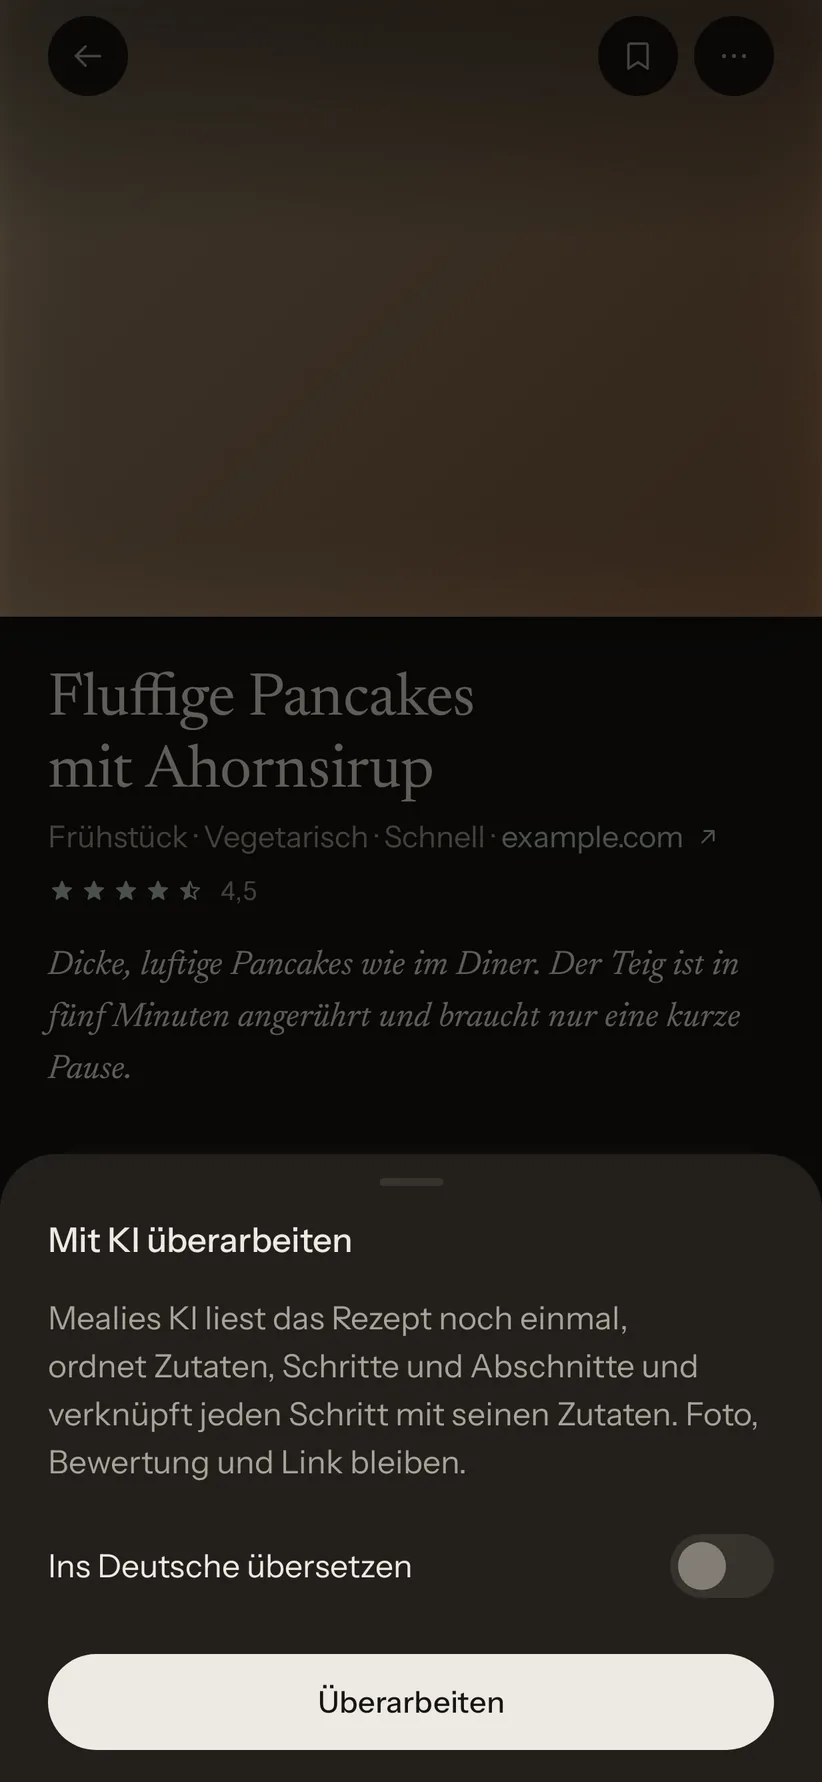 Fluffige Pancakes
mit Ahornsirup
Frühstück · Vegetarisch · Schnell · example.com ↗
4,5
Dicke, luftige Pancakes wie im Diner. Der Teig ist in
fünf Minuten angerührt und braucht nur eine kurze
Pause.
Mit KI überarbeiten
Mealies KI liest das Rezept noch einmal,
ordnet Zutaten, Schritte und Abschnitte und
verknüpft jeden Schritt mit seinen Zutaten. Foto,
Bewertung und Link bleiben.
Ins Deutsche übersetzen
Überarbeiten